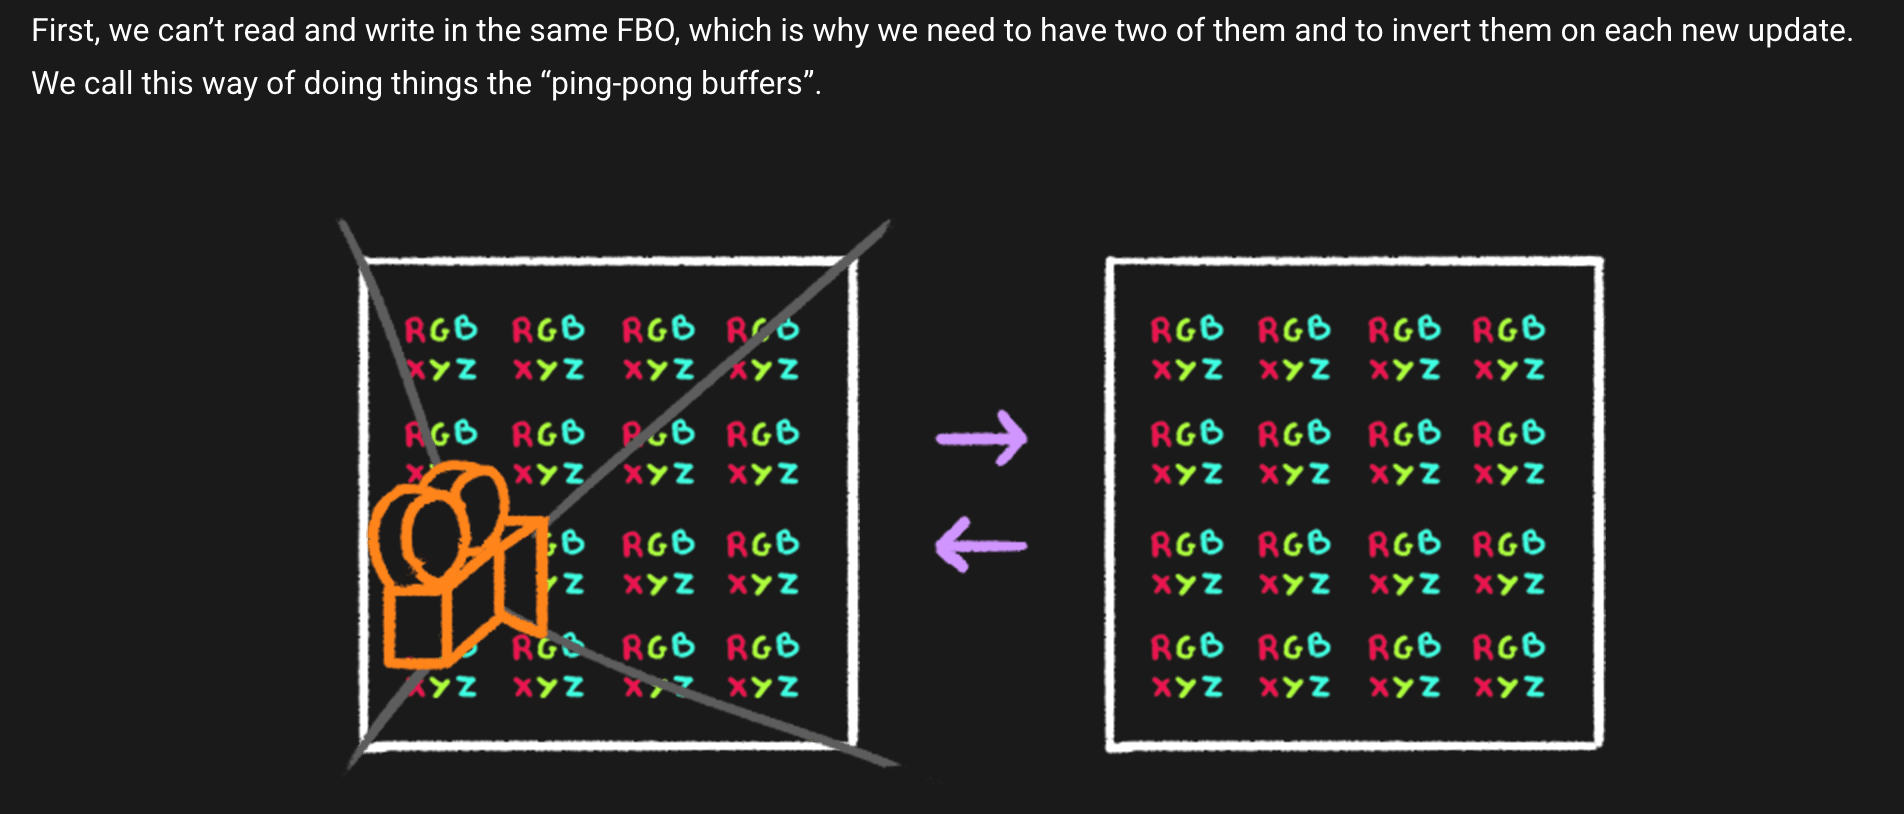 First, we can’t read and write in the same FBO, which is why we need to have two of them and to invert them on each new update.
We call this way of doing things the “ping-pong buffers”.
RGB RGB RGB RGB RGB RGB RGB RGB
XYZ XYZ XYZ XYZ XYZ XYZ XYZ XYZ
RGB RGB RGB RGB RGB RGB RGB RGB
X XYZ XYZ XYZ XYZ XYZ XYZ XYZ
GB RGB RGB RGB RGB RGB RGB
YZ XYZ XYZ XYZ XYZ XYZ XYZ
RGB RGB RGB RGB RGB RGB RGB
XYZ XYZ XYZ XYZ XYZ XYZ XYZ XYZ